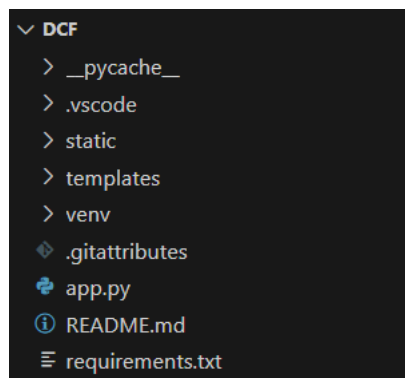 DCF
__pycache__
.vscode
static
templates
venv
.gitattributes
app.py
README.md
requirements.txt